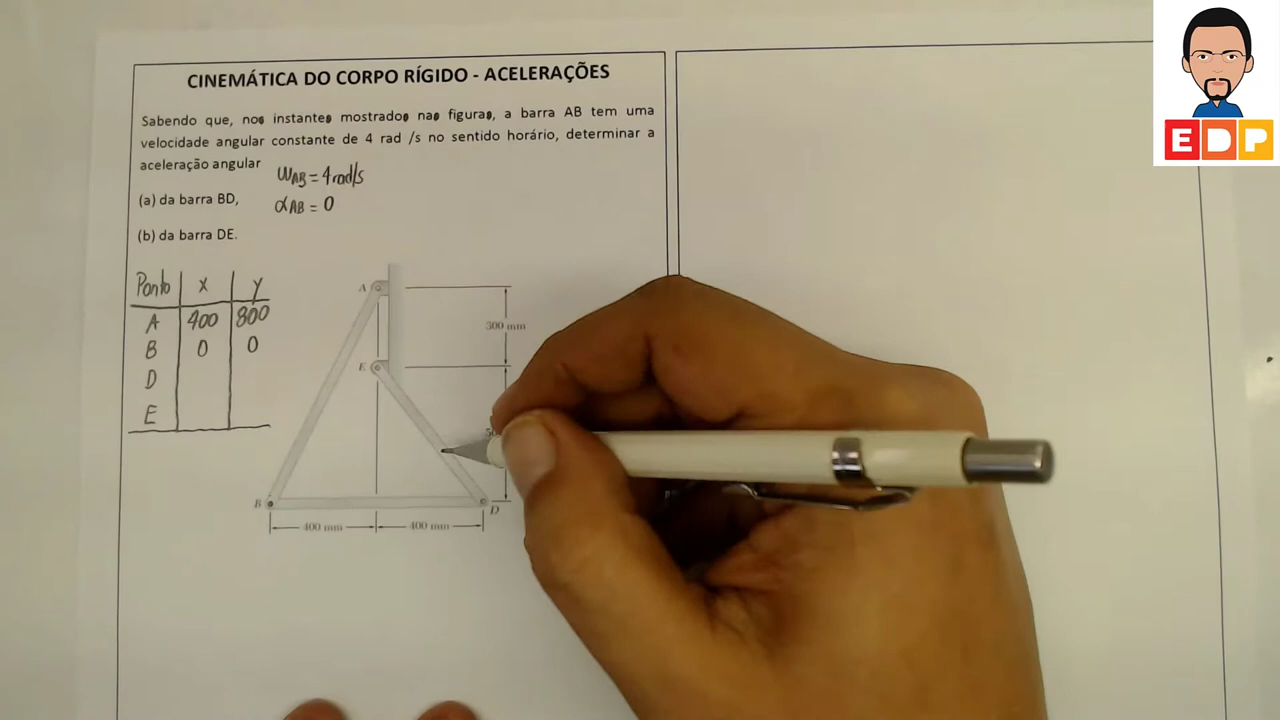 CINEMÁTICA DO CORPO RÍGIDO - ACELERAÇÕES
Sabendo que, nos instantes mostrados nas figuras, a barra AB tem uma
velocidade angular constante de 4 rad /s no sentido horário, determinar a
aceleração angular
ωAB = 4 rad/s
(a) da barra BD,
αAB = 0
(b) da barra DE.
Ponto x y
A 400 800
B 0 0
D
E
A
300 mm
E
B
D
400 mm 400 mm
EDP